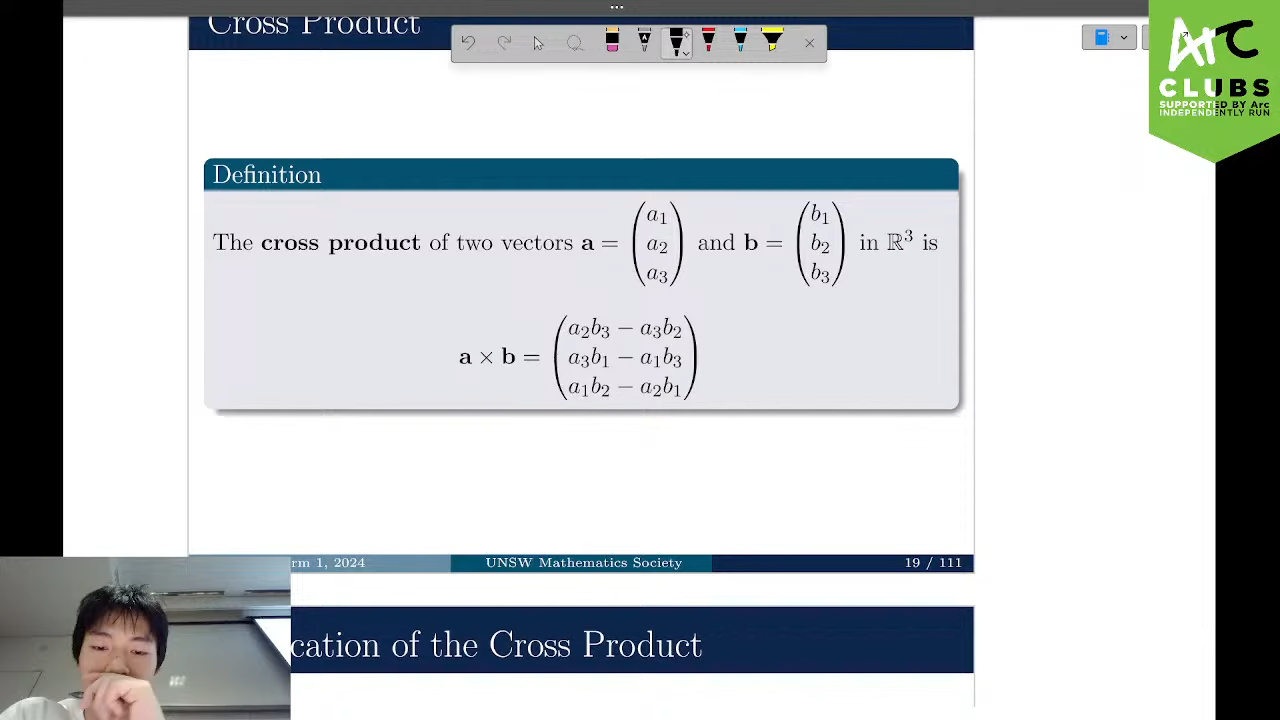 Cross Product
ARC
CLUBS
SUPPORTED BY Arc
INDEPENDENTLY RUN
Definition
The cross product of two vectors a = (a₁ a₂ a₃) and b = (b₁ b₂ b₃) in ℝ³ is
a × b = (a₂b₃ − a₃b₂
a₃b₁ − a₁b₃
a₁b₂ − a₂b₁)
rm 1, 2024 UNSW Mathematics Society 19 / 111
cation of the Cross Product